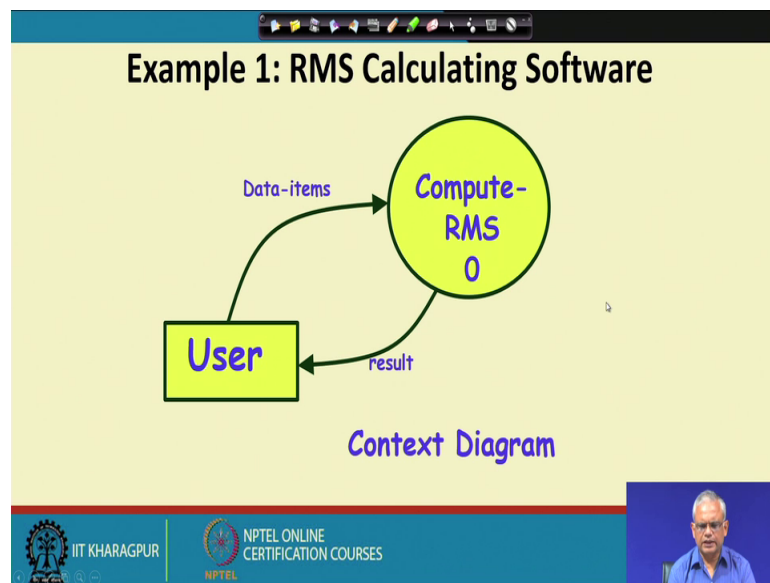 Example 1: RMS Calculating Software
Data-items
Compute-
RMS
0
User
result
Context Diagram
IIT KHARAGPUR
NPTEL
NPTEL ONLINE
CERTIFICATION COURSES